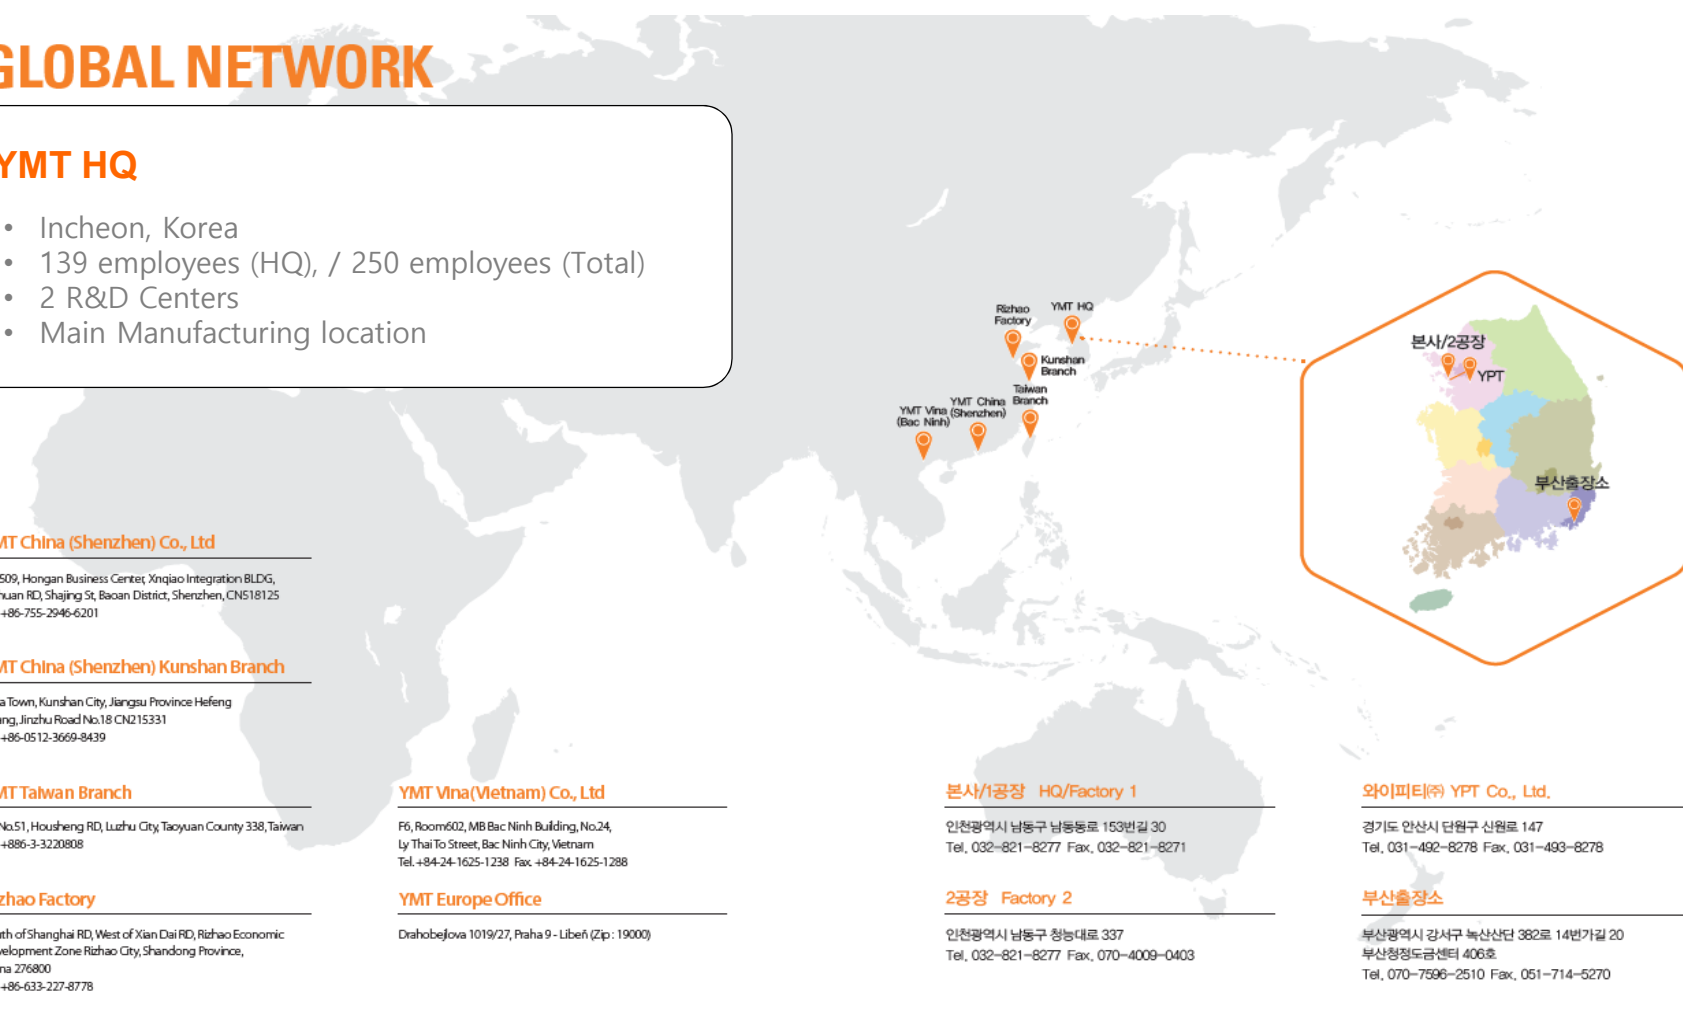 GLOBAL NETWORK
YMT HQ
• Incheon, Korea
• 139 employees (HQ), / 250 employees (Total)
• 2 R&D Centers
• Main Manufacturing location
Rizhao
Factory
YMT HQ
Kunshan
Branch
Taiwan
Branch
YMT China
(Shenzhen)
YMT Vina
(Bac Ninh)
본사/2공장
YPT
부산출장소
MT China (Shenzhen) Co., Ltd
509, Hongan Business Center, Xnqiao Integration BLDG,
huan RD, Shajing St, Baoan District, Shenzhen, CN518125
+86-755-2946-6201
MT China (Shenzhen) Kunshan Branch
a Town, Kunshan City, Jiangsu Province Hefeng
ang, Jinzhu Road No.18 CN215331
+86-0512-3669-8439
MT Taiwan Branch
No.51, Housheng RD, Luzhu City, Taoyuan County 338, Taiwan
+886-3-3220808
zhao Factory
th of Shanghai RD, West of Xian Dai RD, Rizhao Economic
velopment Zone Rizhao City, Shandong Province,
na 276800
+86-633-227-8778
YMT Vina(Vietnam) Co., Ltd
F6, Room602, MB Bac Ninh Building, No.24,
Ly Thai To Street, Bac Ninh City, Vietnam
Tel. +84-24-1625-1238 Fax. +84-24-1625-1288
YMT Europe Office
Drahobejlova 1019/27, Praha 9 - Libeň (Zip : 19000)
본사/1공장 HQ/Factory 1
인천광역시 남동구 남동동로 153번길 30
Tel. 032-821-8277 Fax. 032-821-8271
2공장 Factory 2
인천광역시 남동구 청능대로 337
Tel. 032-821-8277 Fax. 070-4009-0403
와이피티㈜ YPT Co., Ltd.
경기도 안산시 단원구 신원로 147
Tel. 031-492-8278 Fax. 031-493-8278
부산출장소
부산광역시 강서구 녹산산단 382로 14번가길 20
부산청정도금센터 406호
Tel. 070-7596-2510 Fax. 051-714-5270